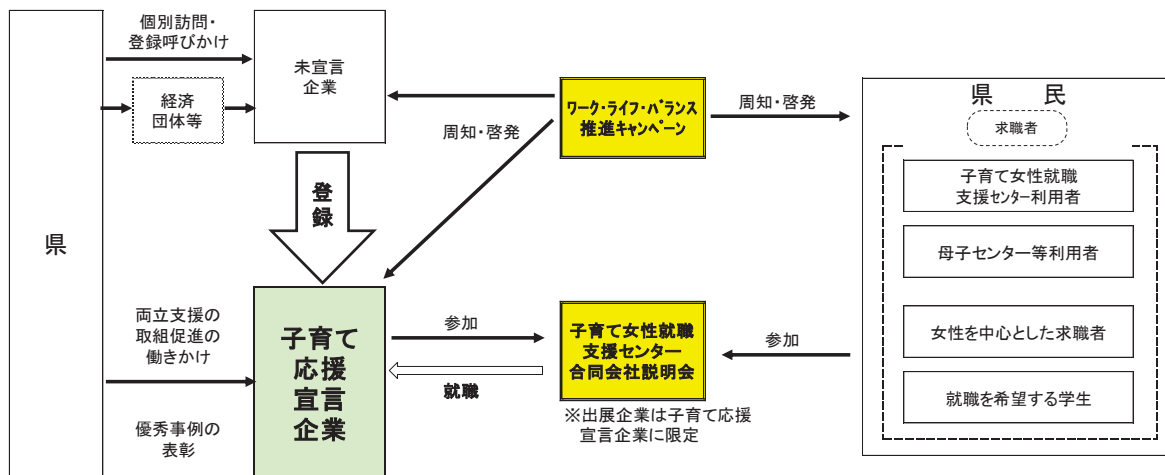 県
個別訪問・
登録呼びかけ
経済
団体等
未宣言
企業
登
録
周知・啓発
ワーク・ライフ・バランス
推進キャンペーン
周知・啓発
県　民
求職者
子育て女性就職
支援センター利用者
母子センター等利用者
女性を中心とした求職者
就職を希望する学生
両立支援の
取組促進の
働きかけ
優秀事例の
表彰
子育て
応援
宣言
企業
参加
就職
子育て女性就職
支援センター
合同会社説明会
※出展企業は子育て応援
宣言企業に限定
参加